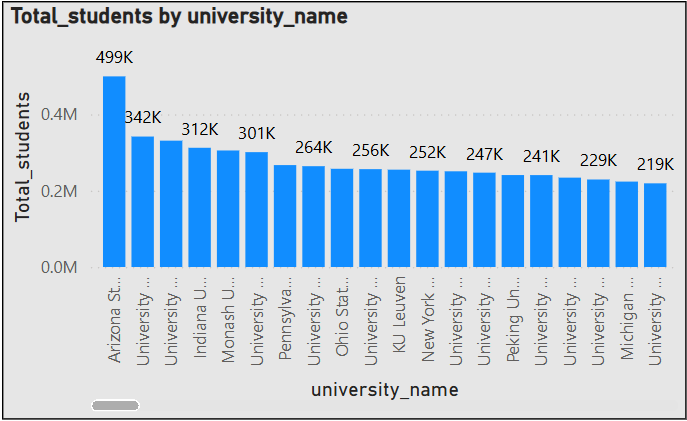 Total_students by university_name
Total_students
0.4M
0.2M
0.0M
499K
342K
312K
301K
264K
256K
252K
247K
241K
229K
219K
Arizona St...
University ...
University ...
Indiana U...
Monash U...
University ...
Pennsylva...
University ...
Ohio Stat...
University ...
KU Leuven
New York ...
University ...
University ...
Peking Un...
University ...
University ...
University ...
Michigan ...
University ...
university_name